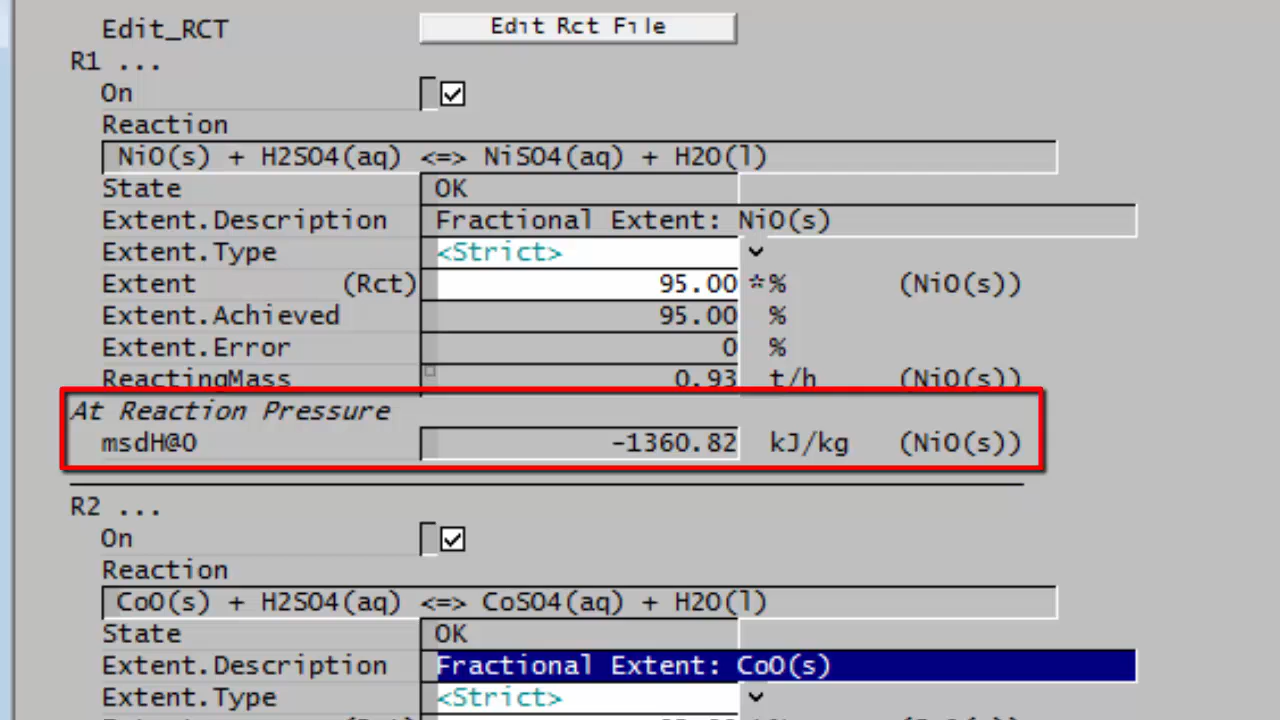 Edit_RCT Edit Rct File
R1 ...
On
Reaction
NiO(s) + H2SO4(aq) <=> NiSO4(aq) + H2O(l)
State OK
Extent.Description Fractional Extent: NiO(s)
Extent.Type <Strict>
Extent (Rct) 95.00 *% (NiO(s))
Extent.Achieved 95.00 %
Extent.Error 0 %
ReactingMass 0.93 t/h (NiO(s))
At Reaction Pressure
msdH@0 -1360.82 kJ/kg (NiO(s))
R2 ...
On
Reaction
CoO(s) + H2SO4(aq) <=> CoSO4(aq) + H2O(l)
State OK
Extent.Description Fractional Extent: CoO(s)
Extent.Type <Strict>